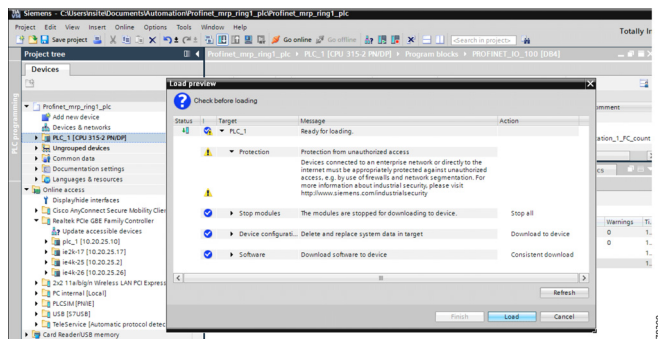 Siemens - C:\Users\nsite\Documents\Automation\Profinet_mrp_ring1_plc\Profinet_mrp_ring1_plc
Project Edit View Insert Online Options Tools Window Help
Totally In
Save project
Go online
Go offline
<Search in project>
Project tree
Profinet_mrp_ring1_plc PLC_1 [CPU 315-2 PN/DP] Program blocks PROFINET_IO_100 [DB4]
Devices
PLC programming
Profinet_mrp_ring1_plc
Add new device
Devices & networks
PLC_1 [CPU 315-2 PN/DP]
Ungrouped devices
Common data
Documentation settings
Languages & resources
Online access
Display/hide interfaces
Cisco AnyConnect Secure Mobility Clien
Realtek PCIe GBE Family Controller
Update accessible devices
plc_1 [10.20.25.10]
ie2k-17 [10.20.25.17]
ie4k-25 [10.20.25.2]
ie4k-26 [10.20.25.26]
2x2 11a/b/g/n Wireless LAN PCI Express
PC internal [Local]
PLCSIM [PN/IE]
USB [S7USB]
TeleService [Automatic protocol detec
Card Reader/USB memory
Load preview
Check before loading
Status ! Target Message Action
PLC_1 Ready for loading.
Protection Protection from unauthorized access
Devices connected to an enterprise network or directly to the
internet must be appropriately protected against unauthorized
access, e.g. by use of firewalls and network segmentation. For
more information about industrial security, please visit
http://www.siemens.com/industrialsecurity
Stop modules The modules are stopped for downloading to device. Stop all
Device configurati... Delete and replace system data in target Download to device
Software Download software to device Consistent download
Refresh
Finish Load Cancel
mment
ation_1_PC_count
cs
Warnings Ti..
0 1..
0 1..
1..
1..